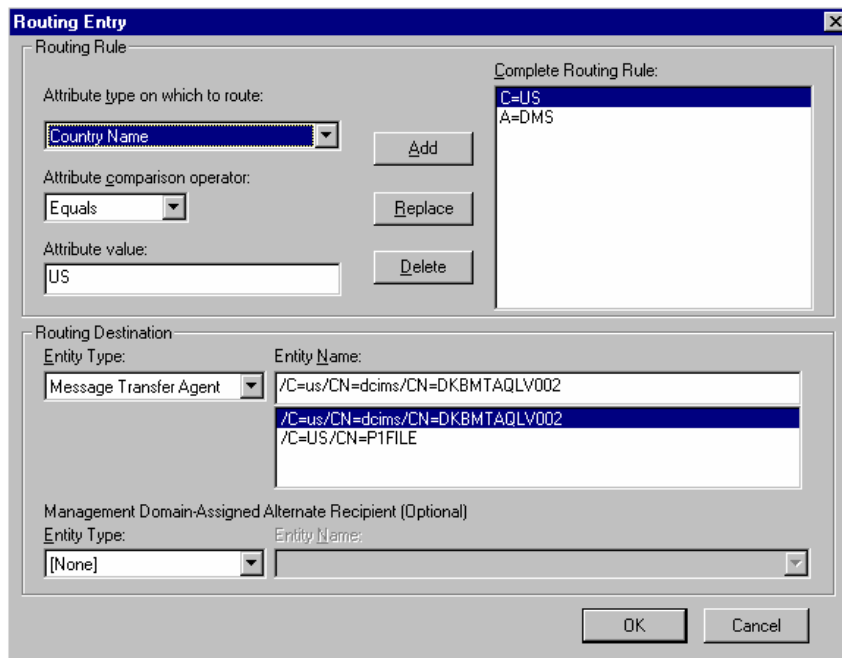 Routing Entry
Routing Rule
Complete Routing Rule:
Attribute type on which to route:
C=US
A=DMS
Country Name
Add
Attribute comparison operator:
Equals
Replace
Attribute value:
US
Delete
Routing Destination
Entity Type:
Entity Name:
Message Transfer Agent
/C=us/CN=dcims/CN=DKBMTAQLV002
/C=us/CN=dcims/CN=DKBMTAQLV002
/C=US/CN=P1FILE
Management Domain-Assigned Alternate Recipient (Optional)
Entity Type:
Entity Name:
[None]
OK
Cancel